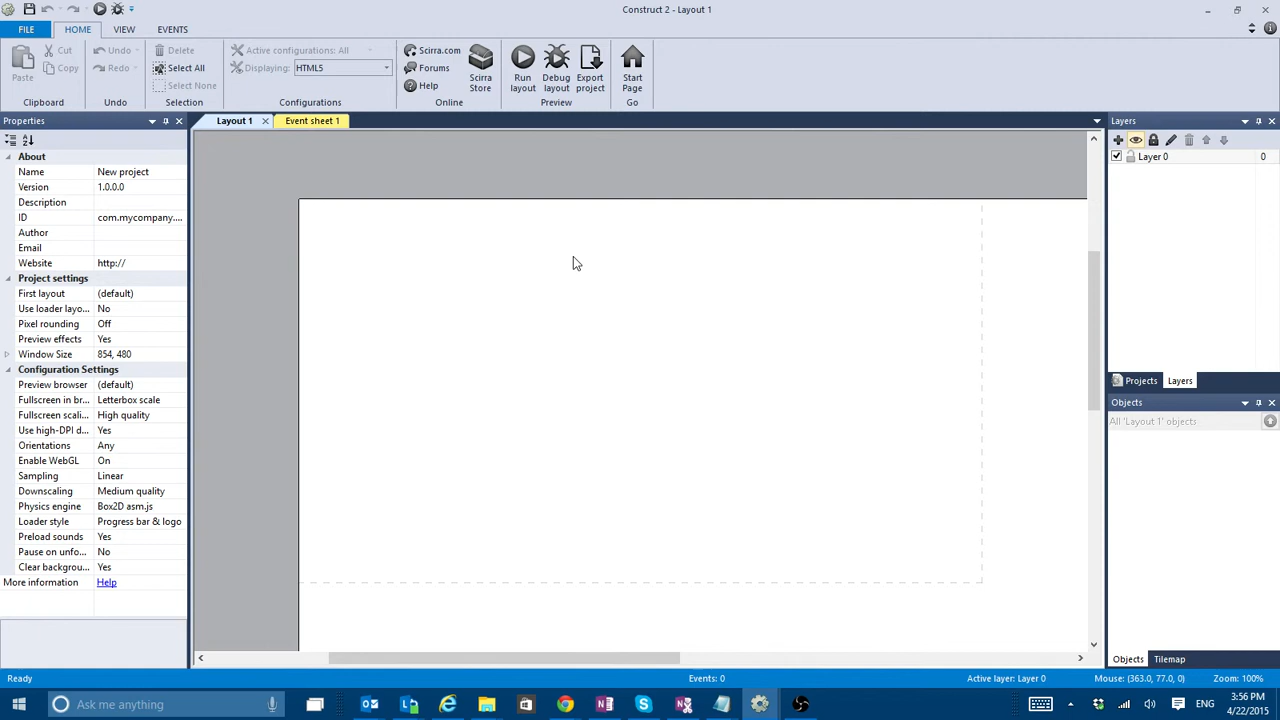 Construct 2 - Layout 1
FILE HOME VIEW EVENTS
Paste Cut Copy
Undo Redo
Delete Select All Select None
Active configurations: All
Displaying: HTML5
Scirra.com Forums Help
Scirra Store
Run layout
Debug layout
Export project
Start Page
Clipboard Undo Selection Configurations Online Preview Go
Properties
Layout 1 Event sheet 1
Layers
About
Name New project
Version 1.0.0.0
Description
ID com.mycompany....
Author
Email
Website http://
Project settings
First layout (default)
Use loader layo... No
Pixel rounding Off
Preview effects Yes
Window Size 854, 480
Configuration Settings
Preview browser (default)
Fullscreen in br... Letterbox scale
Fullscreen scali... High quality
Use high-DPI d... Yes
Orientations Any
Enable WebGL On
Sampling Linear
Downscaling Medium quality
Physics engine Box2D asm.js
Loader style Progress bar & logo
Preload sounds Yes
Pause on unfo... No
Clear backgrou... Yes
More information Help
Layer 0 0
Projects Layers
Objects
All 'Layout 1' objects
Objects Tilemap
Ready Events: 0 Active layer: Layer 0 Mouse: (363.0, 77.0, 0) Zoom: 100%
Ask me anything
ENG
3:56 PM
4/22/2015